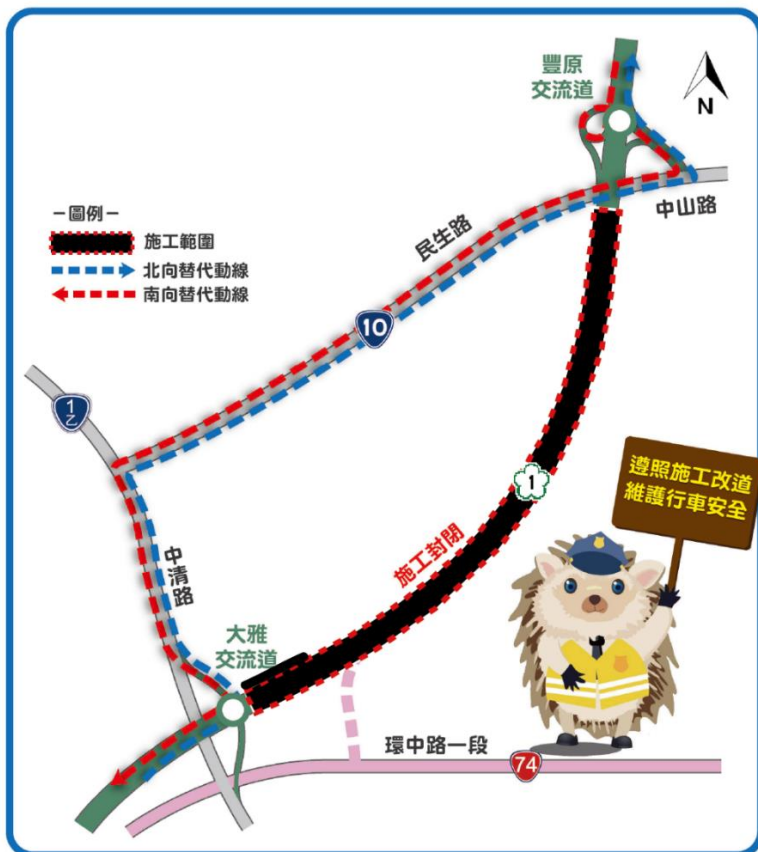 豐原
交流道
N
中山路
－圖例－
施工範圍
北向替代動線
南向替代動線
民生路
10
1
乙
1
遵照施工改道
維護行車安全
施工封閉
中清路
大雅
交流道
環中路一段
74